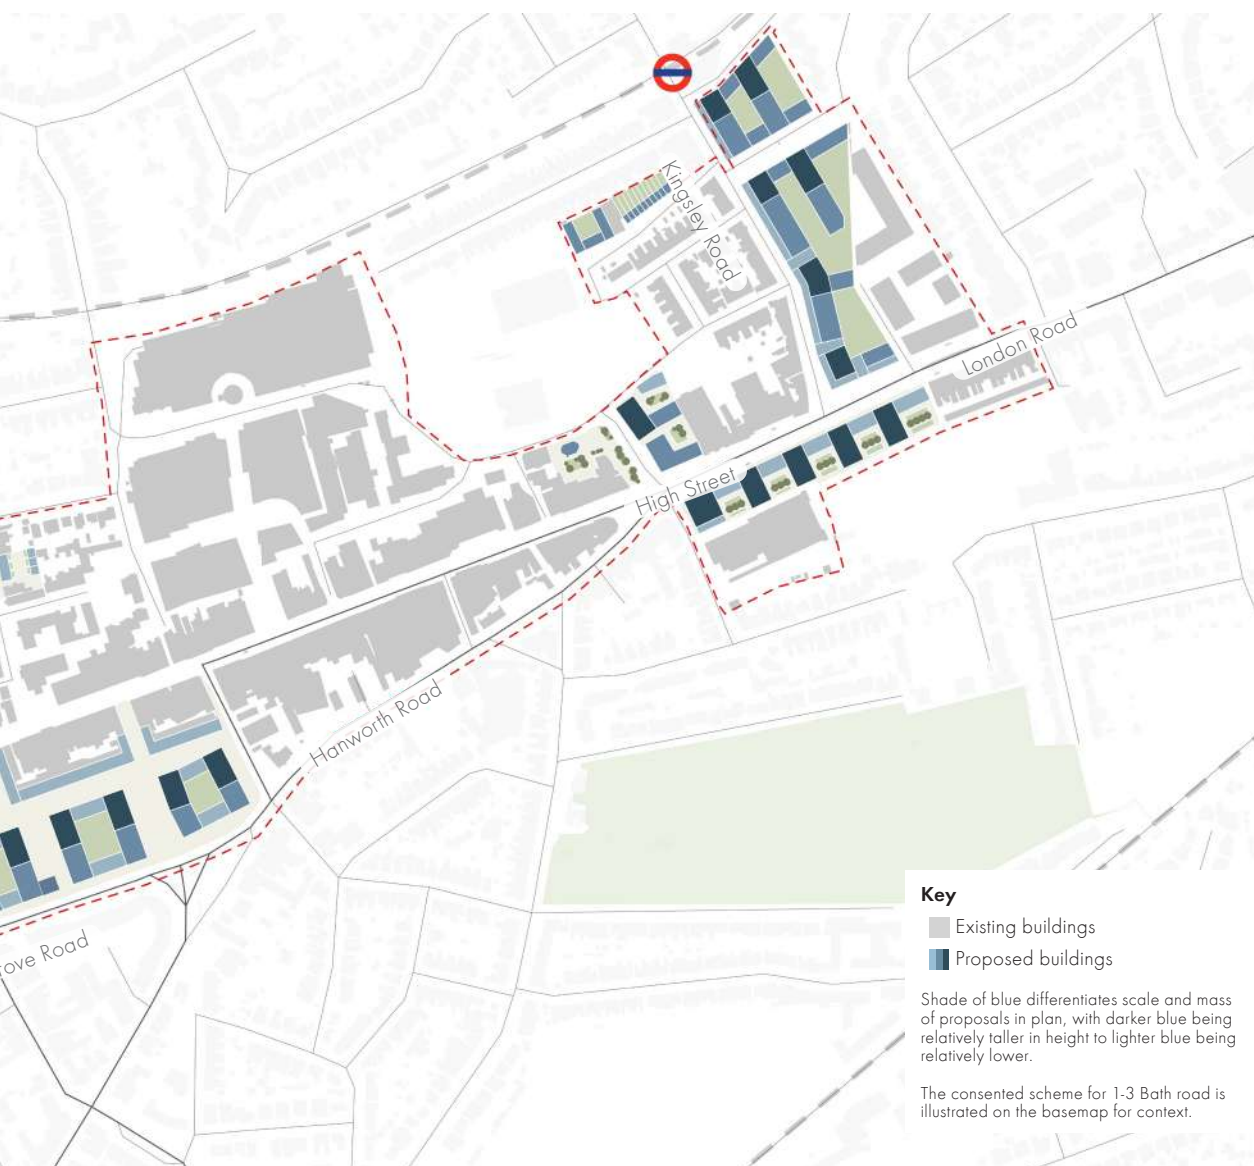 Kingsley Road
London Road
High Street
Hanworth Road
rove Road
Key
Existing buildings
Proposed buildings
Shade of blue differentiates scale and mass
of proposals in plan, with darker blue being
relatively taller in height to lighter blue being
relatively lower.
The consented scheme for 1-3 Bath road is
illustrated on the basemap for context.